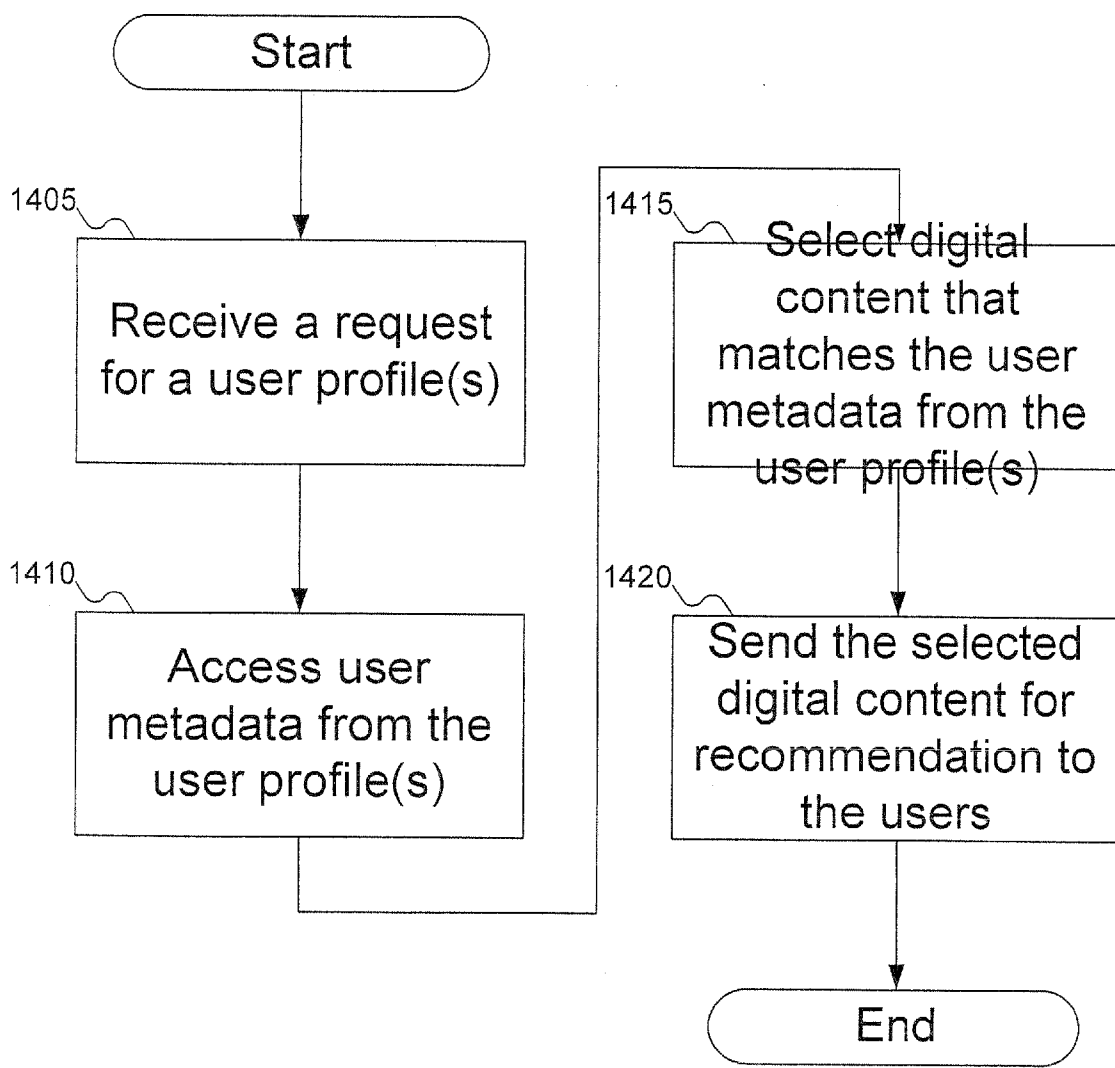 Start
1405
Receive a request
for a user profile(s)
1410
Access user
metadata from the
user profile(s)
1415
Select digital
content that
matches the user
metadata from the
user profile(s)
1420
Send the selected
digital content for
recommendation to
the users
End